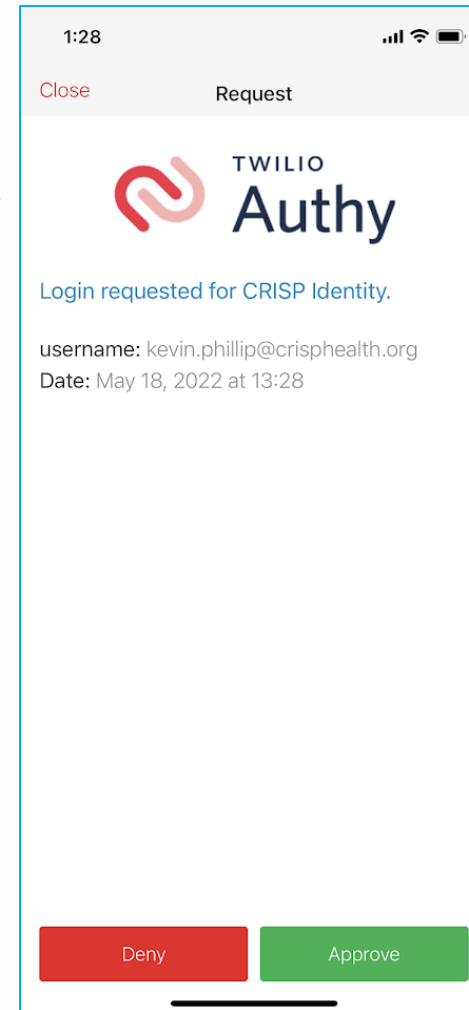 1:28
Close Request
TWILIO
Authy
Login requested for CRISP Identity.
username: kevin.phillip@crisphealth.org
Date: May 18, 2022 at 13:28
Deny Approve